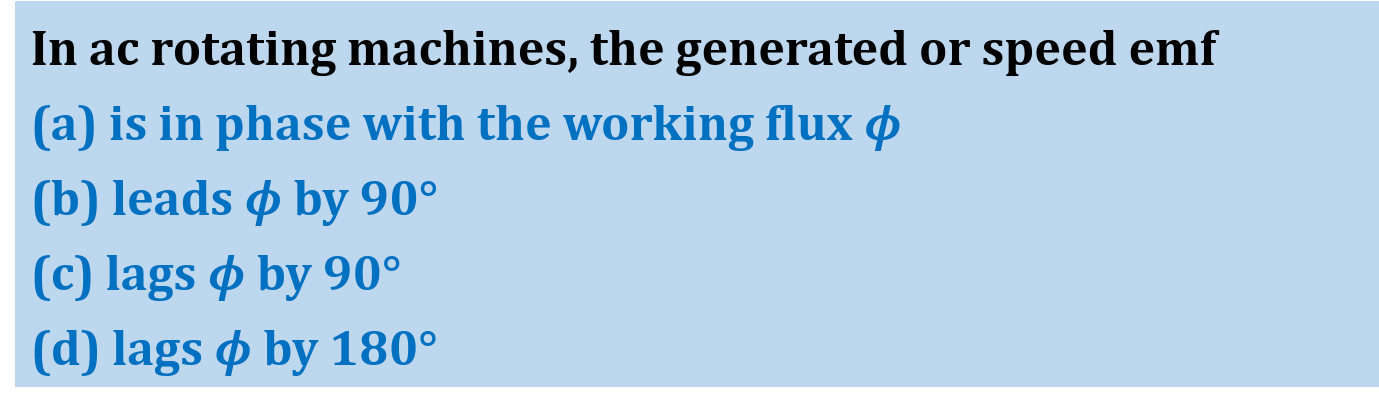 In ac rotating machines, the generated or speed emf
(a) is in phase with the working flux ϕ
(b) leads ϕ by 90°
(c) lags ϕ by 90°
(d) lags ϕ by 180°